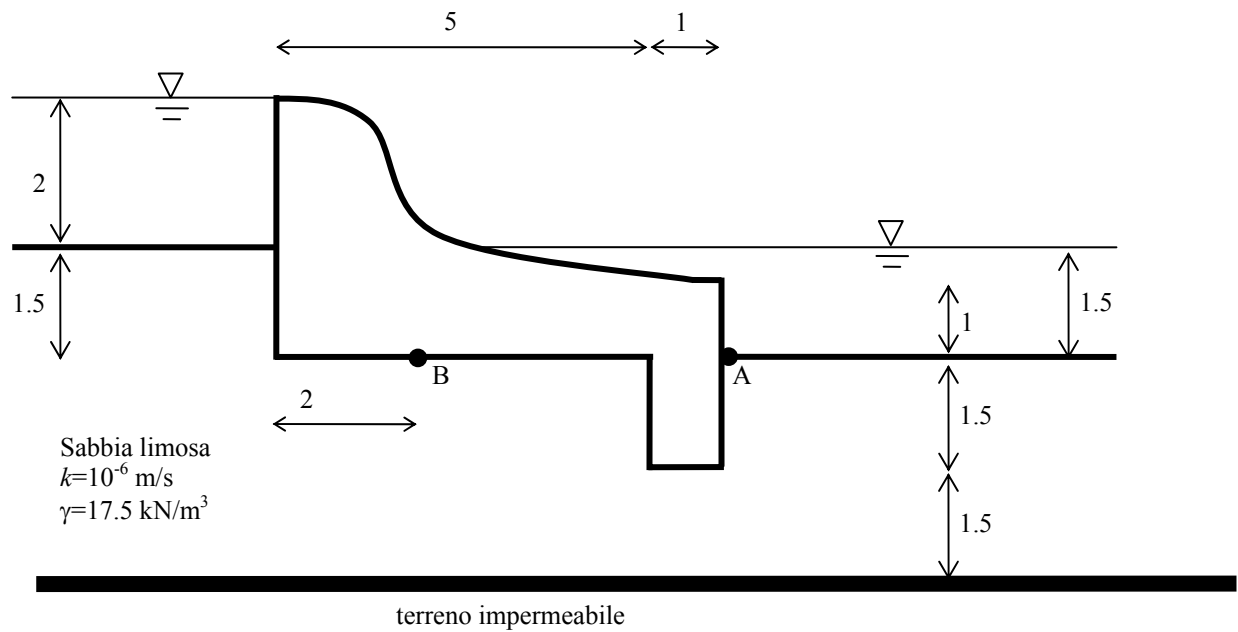 5
1
2
1.5
1
1.5
B
A
2
1.5
Sabbia limosa
k=10⁻⁶ m/s
γ=17.5 kN/m³
1.5
terreno impermeabile